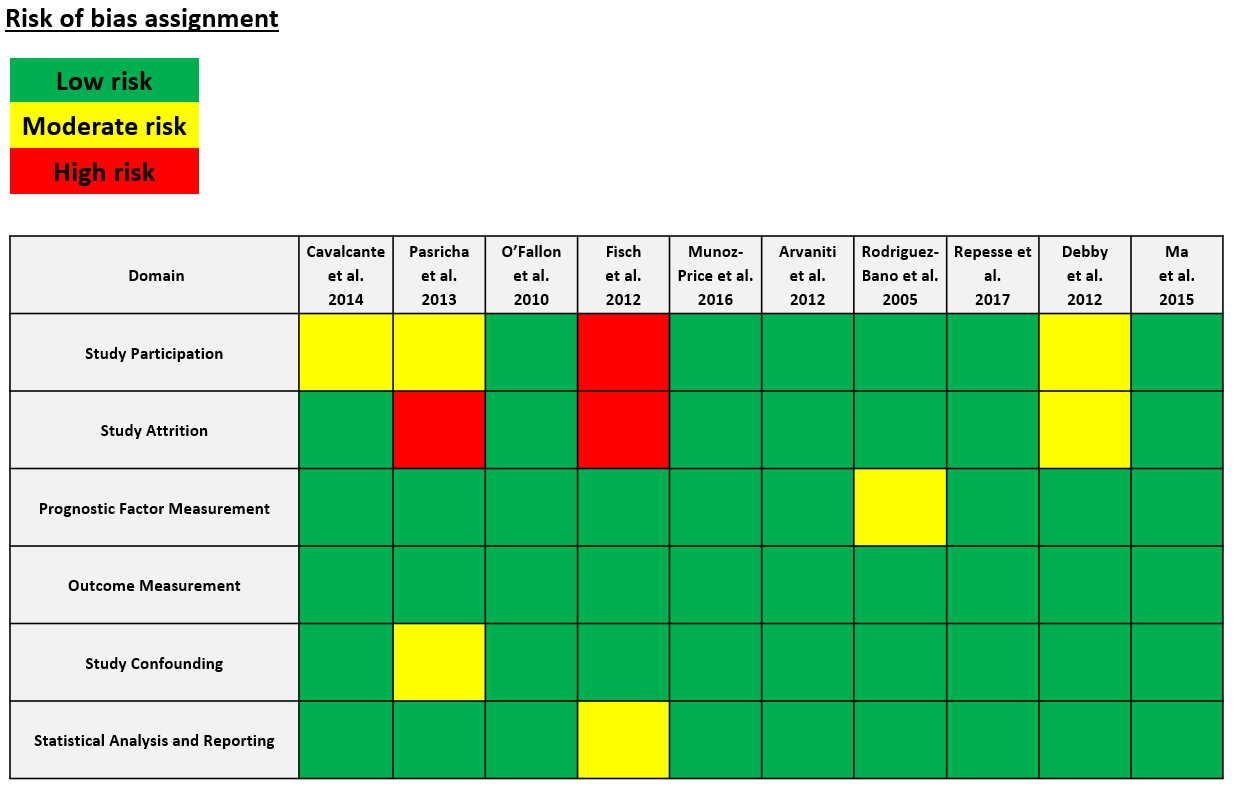 Risk of bias assignment
Low risk
Moderate risk
High risk
Domain
Cavalcante
et al.
2014
Pasricha
et al.
2013
O’Fallon
et al.
2010
Fisch
et al.
2012
Munoz-
Price et al.
2016
Arvaniti
et al.
2012
Rodriguez-
Bano et al.
2005
Repesse et
al.
2017
Debby
et al.
2012
Ma
et al.
2015
Study Participation
Study Attrition
Prognostic Factor Measurement
Outcome Measurement
Study Confounding
Statistical Analysis and Reporting